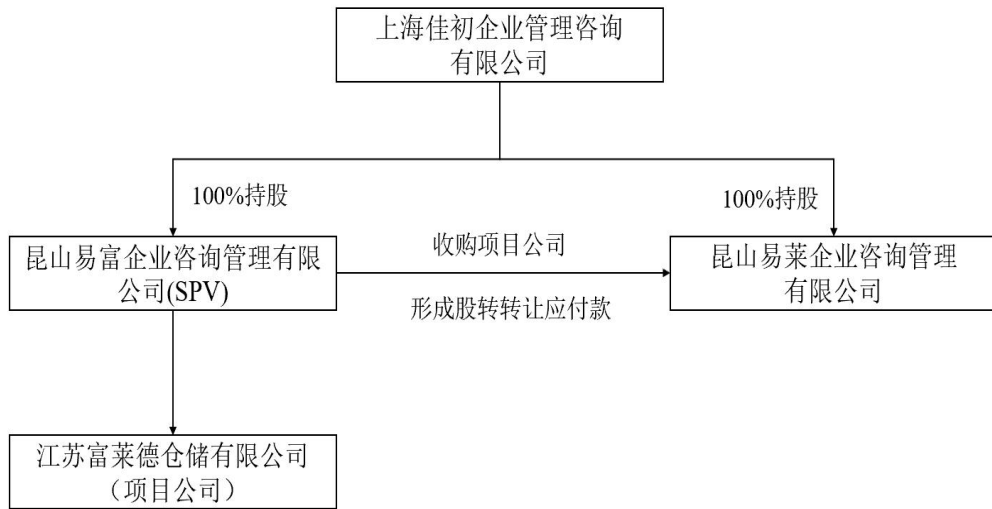 上海佳初企业管理咨询
有限公司
100%持股
100%持股
昆山易富企业咨询管理有限
公司(SPV)
收购项目公司
形成股转转让应付款
昆山易莱企业咨询管理
有限公司
江苏富莱德仓储有限公司
（项目公司）